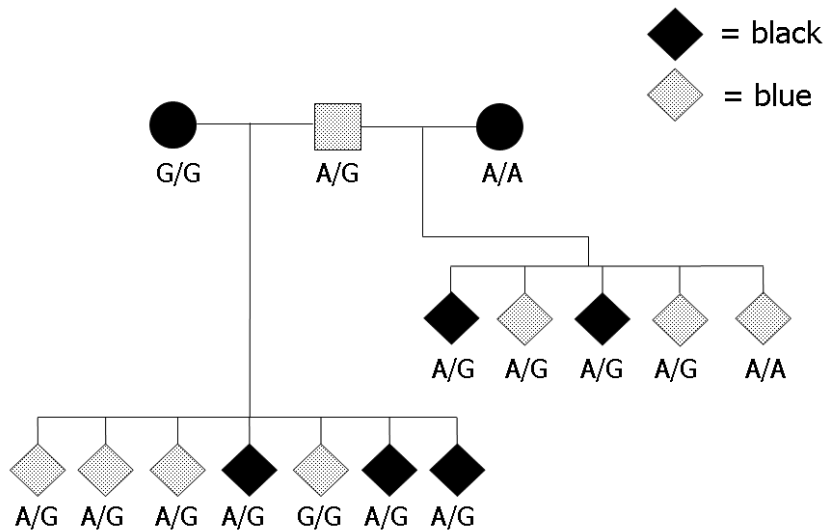 = black
= blue
G/G A/G A/A
A/G A/G A/G A/G A/A
A/G A/G A/G A/G G/G A/G A/G